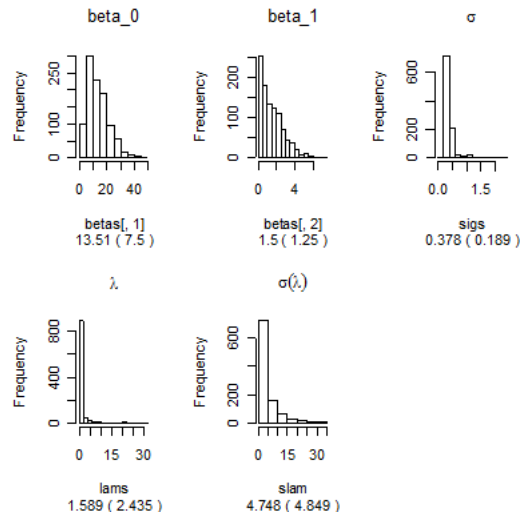 beta_0
beta_1
σ
Frequency
0 100 250
0 20 40
betas[, 1]
13.51 ( 7.5 )
Frequency
0 50 100 200
0 4
betas[, 2]
1.5 ( 1.25 )
Frequency
0 200 600
0.0 1.5
sigs
0.378 ( 0.189 )
λ
σ(λ)
Frequency
0 400 800
0 15 30
lams
1.589 ( 2.435 )
Frequency
0 200 600
0 15 30
slam
4.748 ( 4.849 )